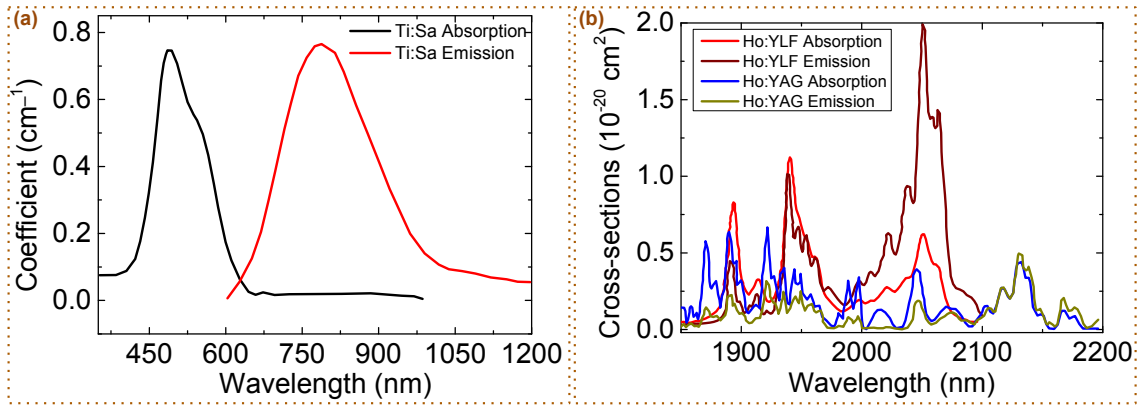 (a)
Ti:Sa Absorption
Ti:Sa Emission
0.8
0.6
0.4
0.2
0.0
Coefficient (cm⁻¹)
450 600 750 900 1050 1200
Wavelength (nm)
(b)
Ho:YLF Absorption
Ho:YLF Emission
Ho:YAG Absorption
Ho:YAG Emission
2.0
1.5
1.0
0.5
0.0
Cross-sections (10⁻²⁰ cm²)
1900 2000 2100 2200
Wavelength (nm)